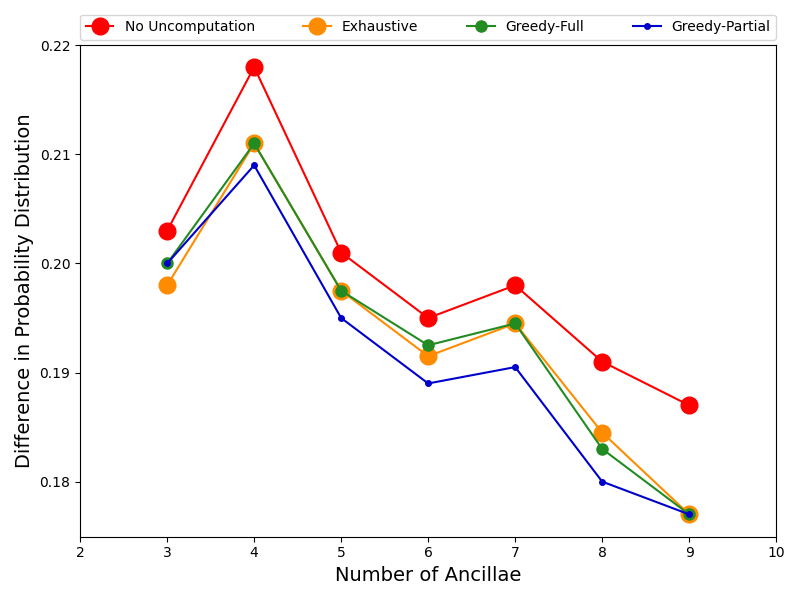 No Uncomputation Exhaustive Greedy-Full Greedy-Partial
0.22
0.21
0.20
0.19
0.18
Difference in Probability Distribution
2 3 4 5 6 7 8 9 10
Number of Ancillae